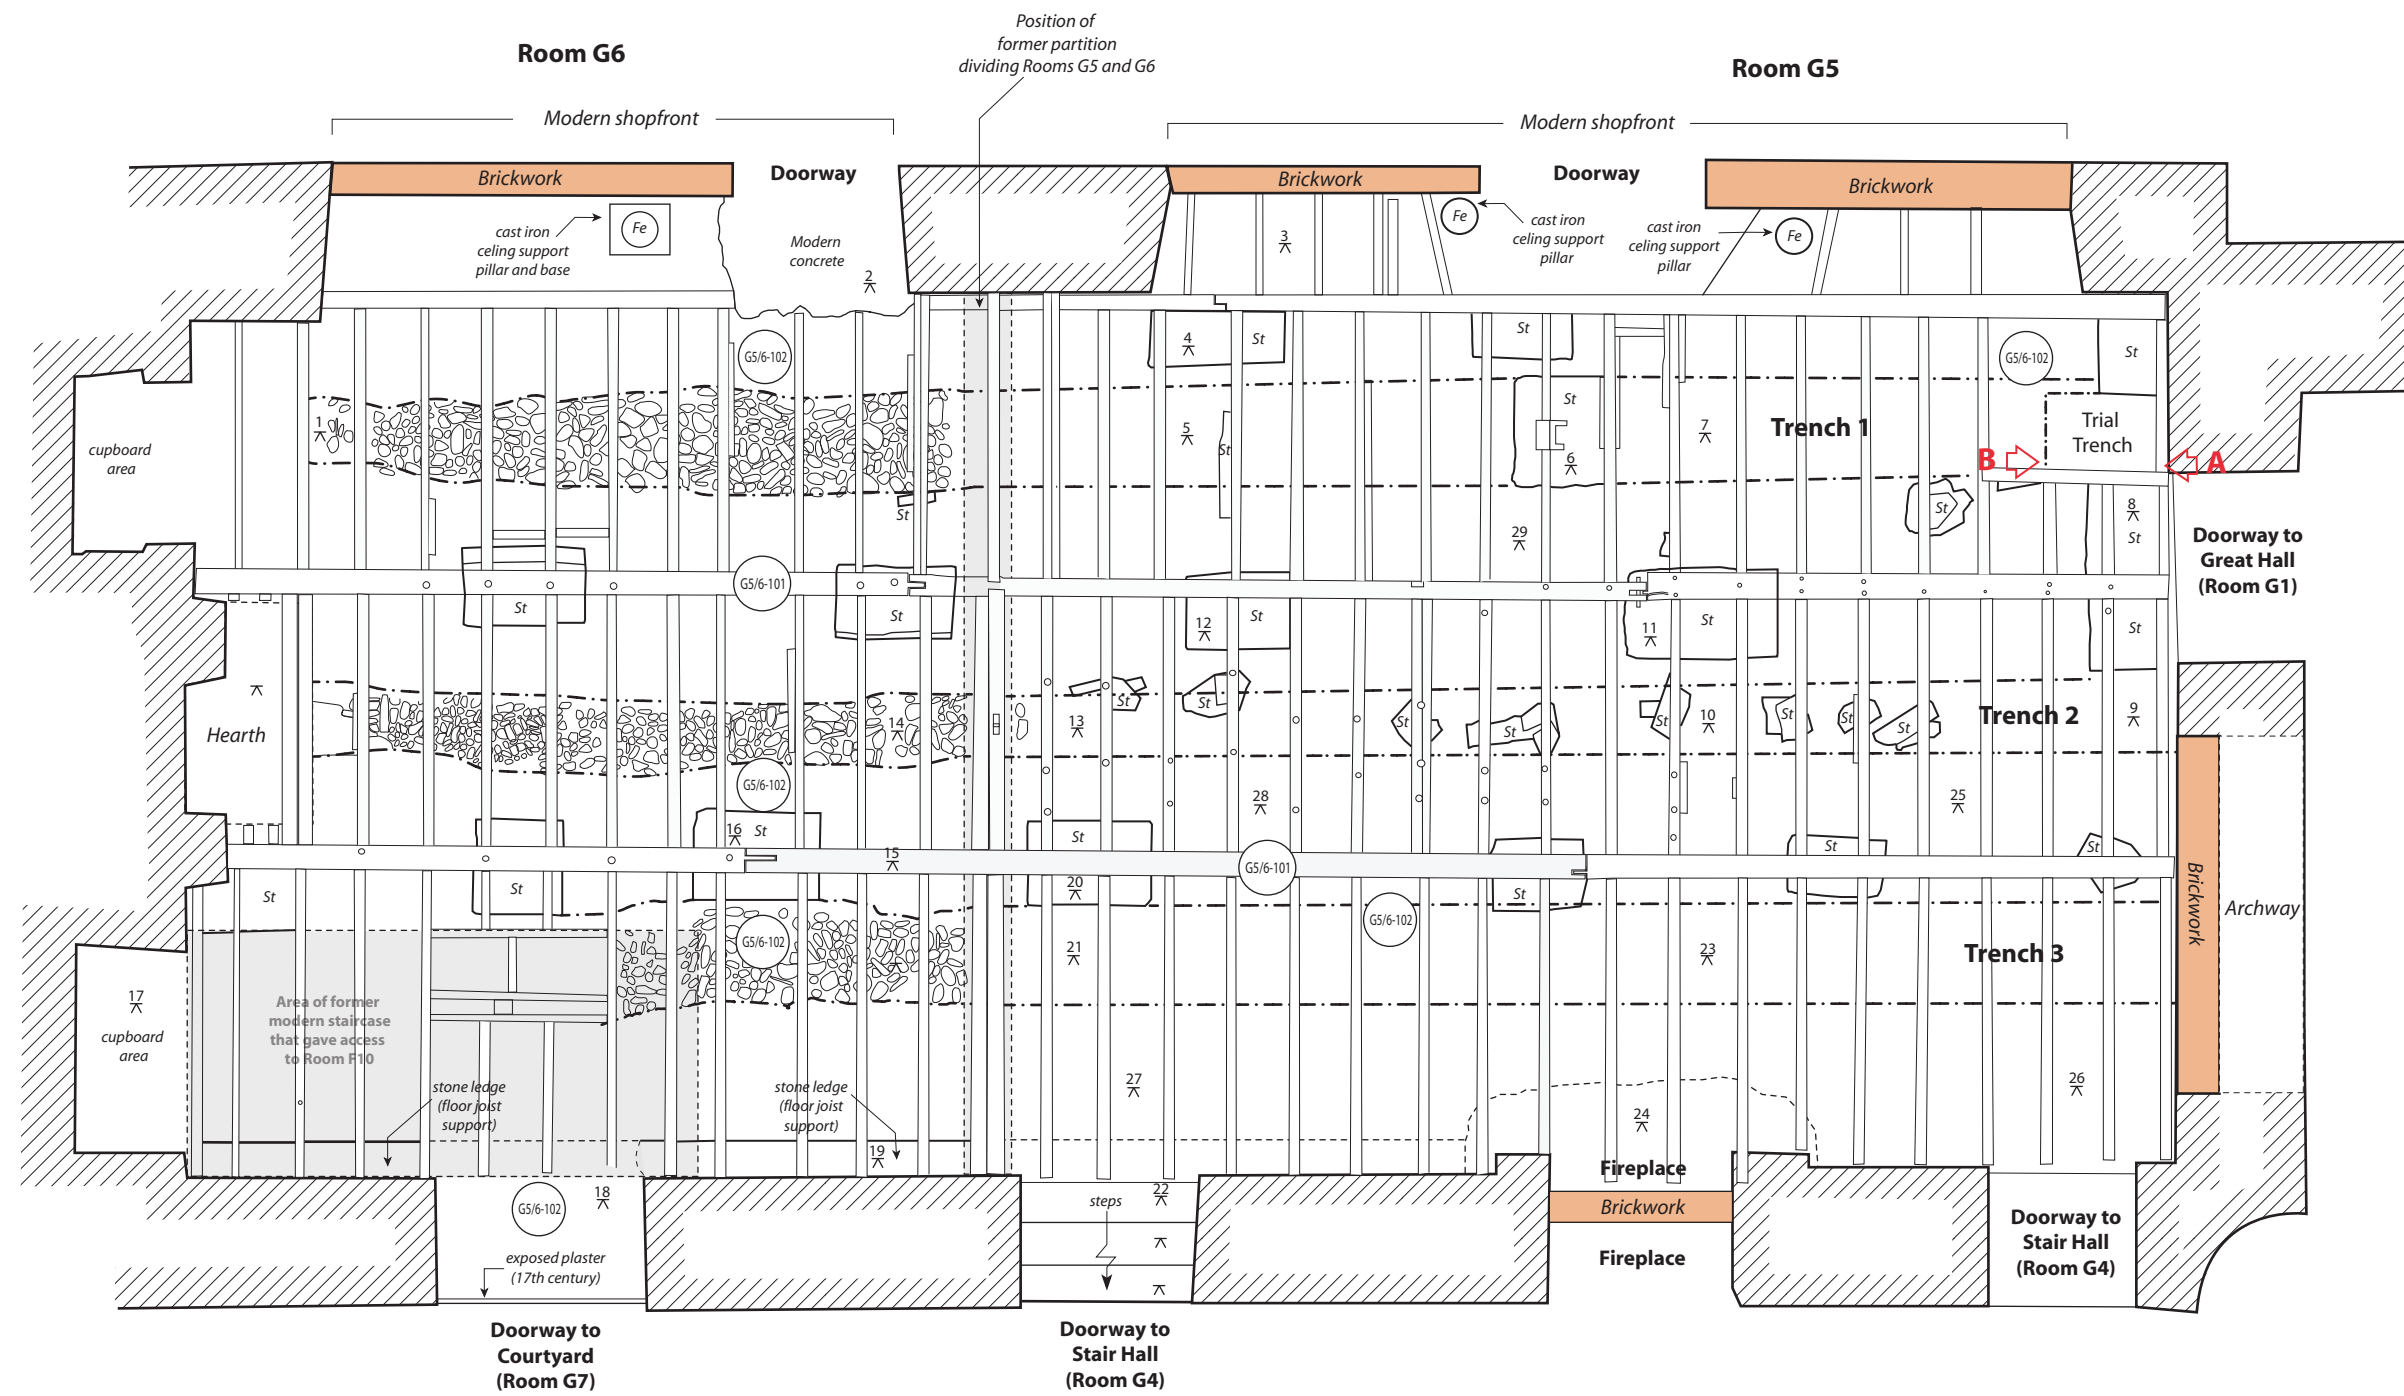 Position of
former partition
dividing Rooms G5 and G6
Room G6
Room G5
Modern shopfront
Modern shopfront
Brickwork
Doorway
Brickwork
Doorway
Brickwork
Fe
cast iron
celing support
pillar and base
Modern
concrete
2
3
Fe
cast iron
celing support
pillar
cast iron
celing support
pillar
Fe
G5/6-102
4
St
St
G5/6-102
St
1
cupboard
area
5
St
St
6
7
Trench 1
Trial
Trench
B
A
St
29
St
8
St
Doorway to
Great Hall
(Room G1)
G5/6-101
St
St
12
St
11
St
St
Hearth
14
13
St
St
St
St
St
10
St
St
St
Trench 2
9
G5/6-102
28
25
16
St
St
St
St
15
G5/6-101
Brickwork
Archway
St
St
20
St
G5/6-102
G5/6-102
21
23
Trench 3
17
cupboard
area
Area of former
modern staircase
that gave access
to Room F10
stone ledge
(floor joist
support)
stone ledge
(floor joist
support)
27
26
24
19
Fireplace
18
G5/6-102
22
steps
Brickwork
Fireplace
exposed plaster
(17th century)
Doorway to
Stair Hall
(Room G4)
Doorway to
Courtyard
(Room G7)
Doorway to
Stair Hall
(Room G4)